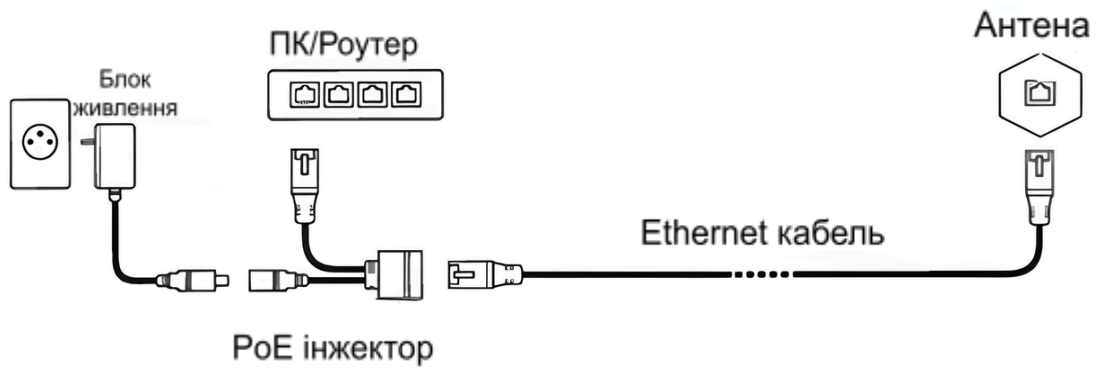 Антена
ПК/Роутер
Блок
живлення
Ethernet кабель
PoE інжектор